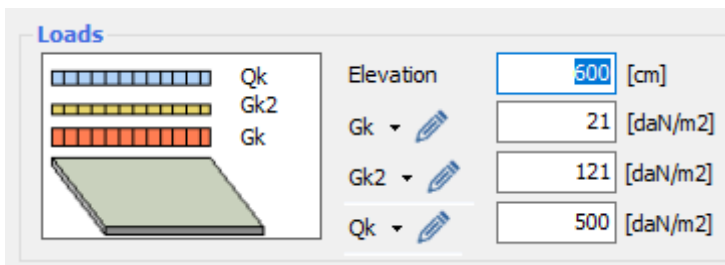 Loads
Qk
Gk2
Gk
Elevation 600 [cm]
Gk 21 [daN/m2]
Gk2 121 [daN/m2]
Qk 500 [daN/m2]